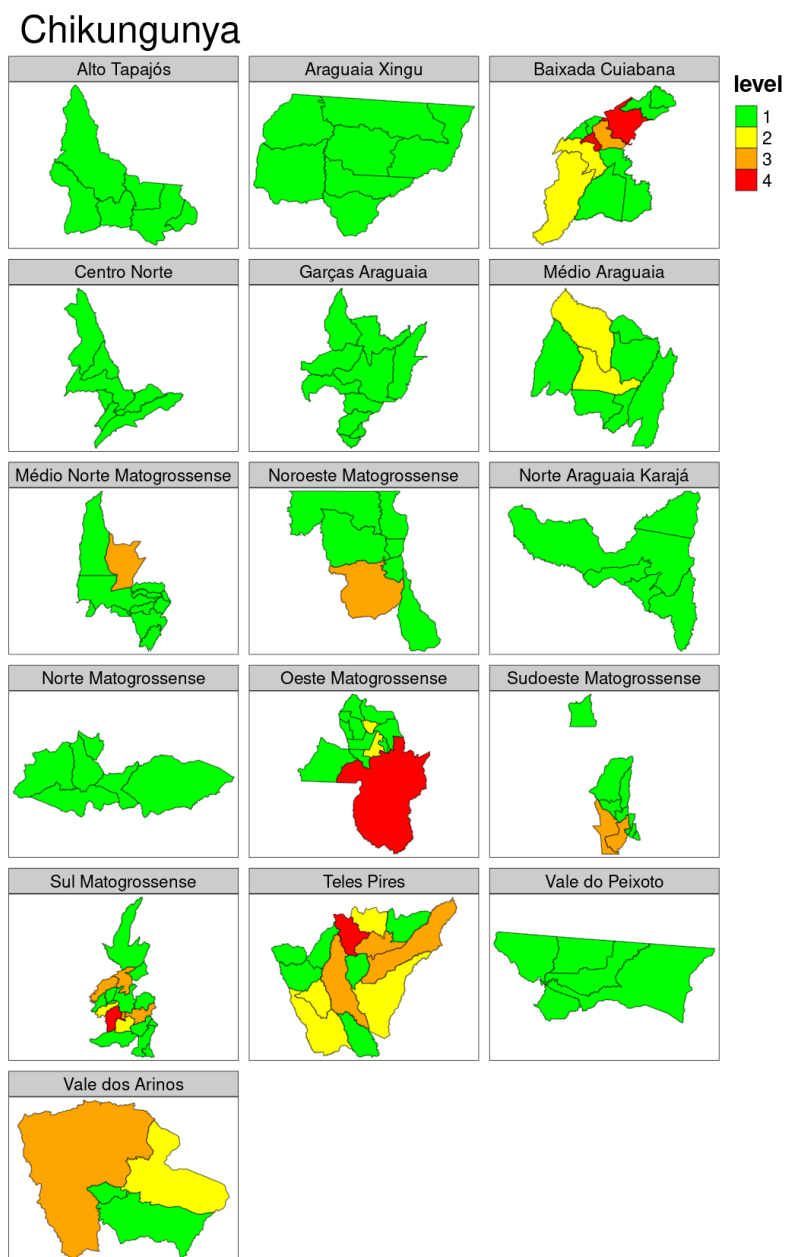 Chikungunya
Alto Tapajós
Araguaia Xingu
Baixada Cuiabana
level
1
2
3
4
Centro Norte
Garças Araguaia
Médio Araguaia
Médio Norte Matogrossense
Noroeste Matogrossense
Norte Araguaia Karajá
Norte Matogrossense
Oeste Matogrossense
Sudoeste Matogrossense
Sul Matogrossense
Teles Pires
Vale do Peixoto
Vale dos Arinos